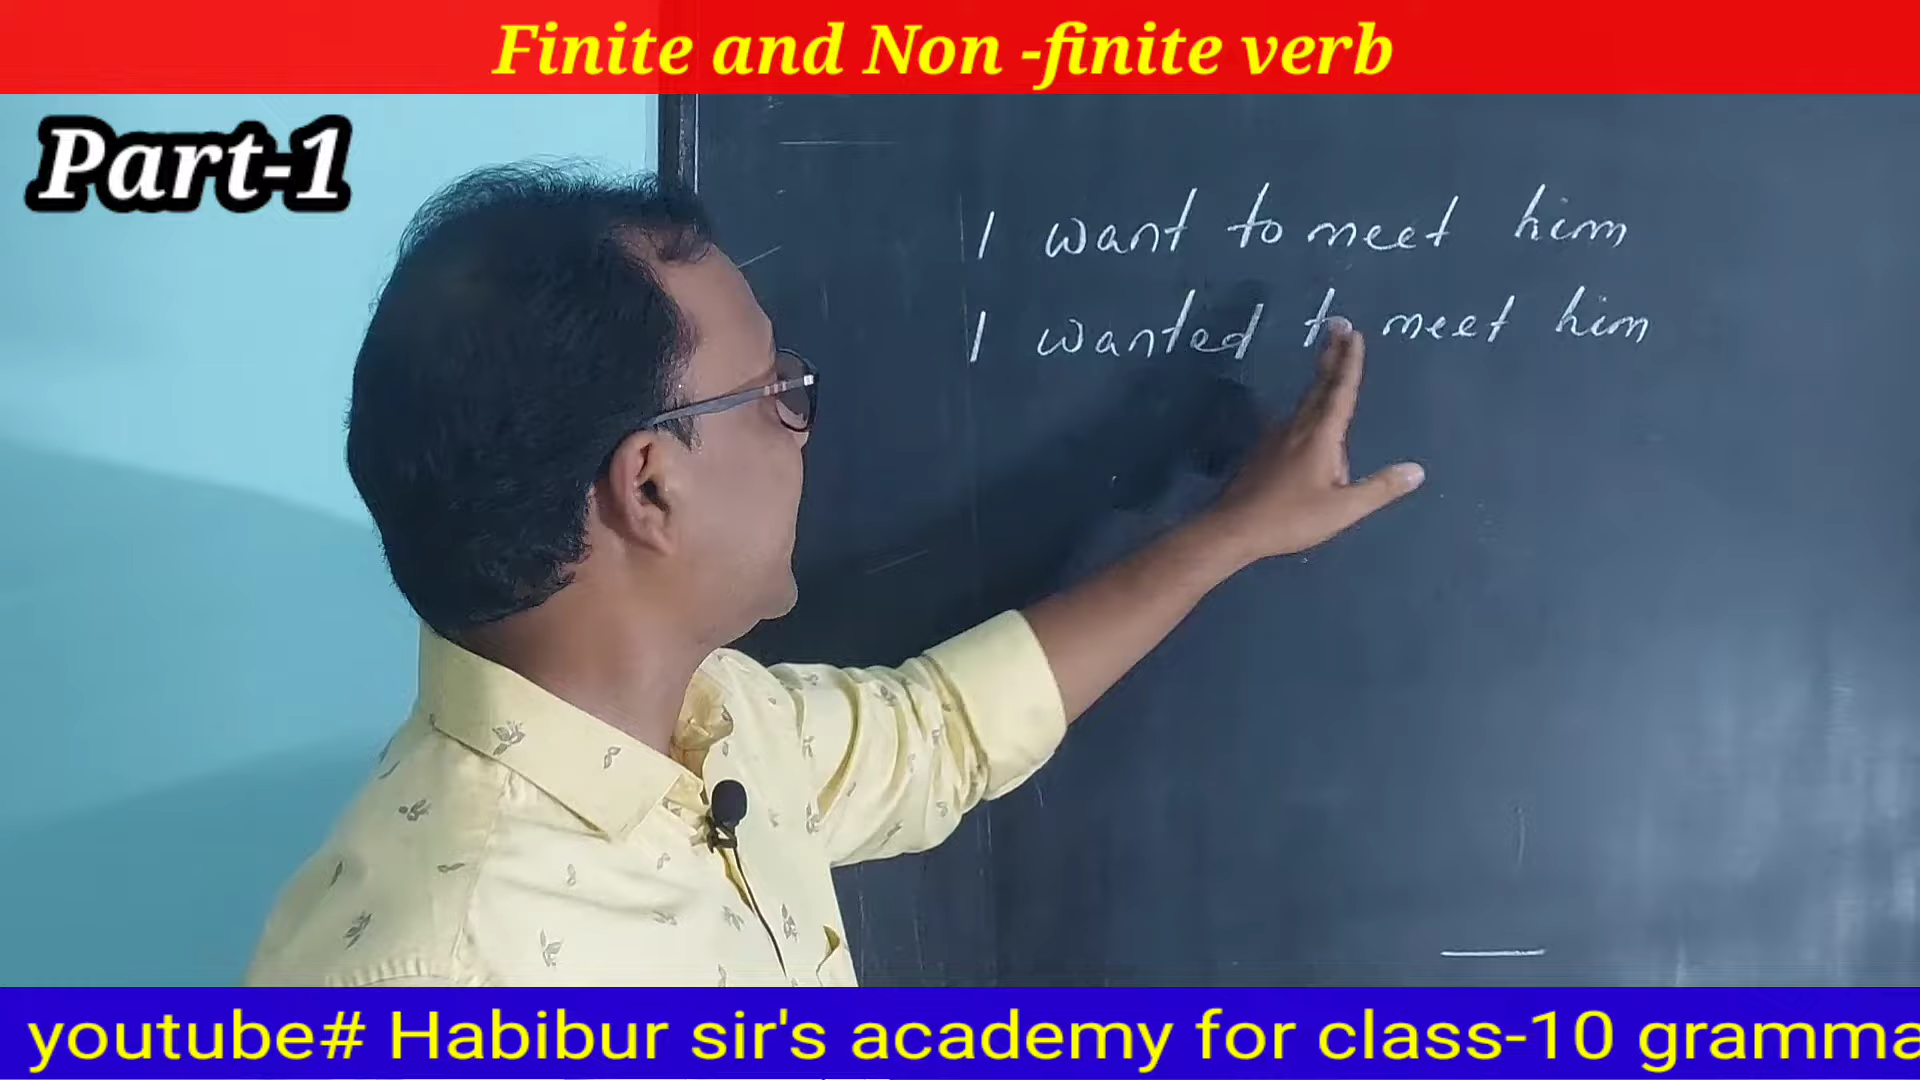 Finite and Non -finite verb
Part-1
I want to meet him
I wanted to meet him
youtube# Habibur sir's academy for class-10 gramma